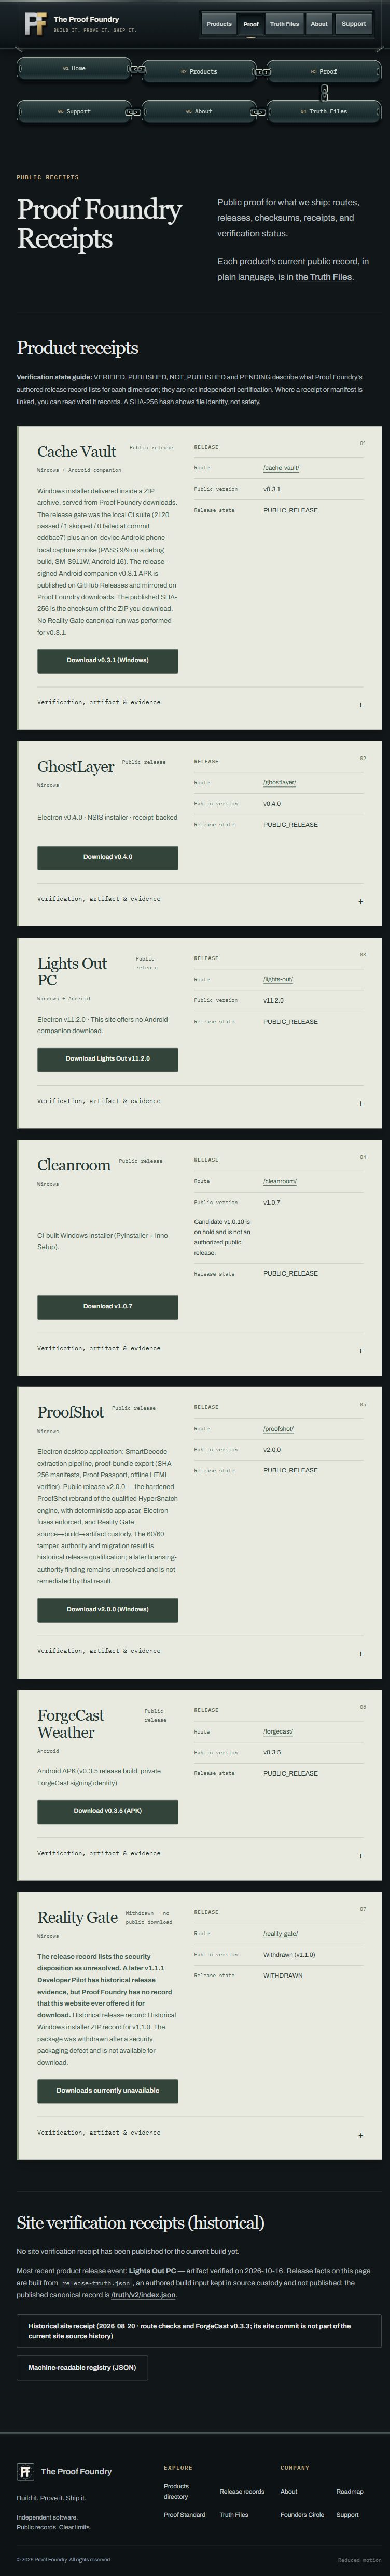 The Proof Foundry
BUILD IT. PROVE IT. SHIP IT.
Products
Proof
Truth Files
About
Support
01 Home
02 Products
03 Proof
06 Support
05 About
04 Truth Files
PUBLIC RECEIPTS
Proof Foundry
Receipts
Public proof for what we ship: routes,
releases, checksums, receipts, and
verification status.
Each product's current public record, in
plain language, is in the Truth Files.
Product receipts
Verification state guide: VERIFIED, PUBLISHED, NOT_PUBLISHED and PENDING describe what Proof Foundry's
authored release record lists for each dimension; they are not independent certification. Where a receipt or manifest is
linked, you can read what it records. A SHA-256 hash shows file identity, not safety.
Cache Vault
Public release
Windows + Android companion
Windows installer delivered inside a ZIP
archive, served from Proof Foundry downloads.
The release gate was the local CI suite (2120
passed / 1 skipped / 0 failed at commit
eddbae7) plus an on-device Android phone-
local capture smoke (PASS 9/9 on a debug
build, SM-S911W, Android 16). The release-
signed Android companion v0.3.1 APK is
published on GitHub Releases and mirrored on
Proof Foundry downloads. The published SHA-
256 is the checksum of the ZIP you download.
No Reality Gate canonical run was performed
for v0.3.1.
Download v0.3.1 (Windows)
RELEASE
01
Route /cache-vault/
Public version v0.3.1
Release state PUBLIC_RELEASE
Verification, artifact & evidence +
GhostLayer
Public release
Windows
Electron v0.4.0 · NSIS installer · receipt-backed
Download v0.4.0
RELEASE
02
Route /ghostlayer/
Public version v0.4.0
Release state PUBLIC_RELEASE
Verification, artifact & evidence +
Lights Out
PC
Public
release
Windows + Android
Electron v11.2.0 · This site offers no Android
companion download.
Download Lights Out v11.2.0
RELEASE
03
Route /lights-out/
Public version v11.2.0
Release state PUBLIC_RELEASE
Verification, artifact & evidence +
Cleanroom
Public release
Windows
CI-built Windows installer (PyInstaller + Inno
Setup).
Download v1.0.7
RELEASE
04
Route /cleanroom/
Public version v1.0.7
Candidate v1.0.10 is
on hold and is not an
authorized public
release.
Release state PUBLIC_RELEASE
Verification, artifact & evidence +
ProofShot
Public release
Windows
Electron desktop application: SmartDecode
extraction pipeline, proof-bundle export (SHA-
256 manifests, Proof Passport, offline HTML
verifier). Public release v2.0.0 — the hardened
ProofShot rebrand of the qualified HyperSnatch
engine, with deterministic app.asar, Electron
fuses enforced, and Reality Gate
source→build→artifact custody. The 60/60
tamper, authority and migration result is
historical release qualification; a later licensing-
authority finding remains unresolved and is not
remediated by that result.
Download v2.0.0 (Windows)
RELEASE
05
Route /proofshot/
Public version v2.0.0
Release state PUBLIC_RELEASE
Verification, artifact & evidence +
ForgeCast
Weather
Public
release
Android
Android APK (v0.3.5 release build, private
ForgeCast signing identity)
Download v0.3.5 (APK)
RELEASE
06
Route /forgecast/
Public version v0.3.5
Release state PUBLIC_RELEASE
Verification, artifact & evidence +
Reality Gate
Withdrawn · no
public download
Windows
The release record lists the security
disposition as unresolved. A later v1.1.1
Developer Pilot has historical release
evidence, but Proof Foundry has no record
that this website ever offered it for
download. Historical release record: Historical
Windows installer ZIP record for v1.1.0. The
package was withdrawn after a security
packaging defect and is not available for
download.
Downloads currently unavailable
RELEASE
07
Route /reality-gate/
Public version Withdrawn (v1.1.0)
Release state WITHDRAWN
Verification, artifact & evidence +
Site verification receipts (historical)
No site verification receipt has been published for the current build yet.
Most recent product release event: Lights Out PC — artifact verified on 2026-10-16. Release facts on this page
are built from release-truth.json, an authored build input kept in source custody and not published; the
published canonical record is /truth/v2/index.json.
Historical site receipt (2026-08-20 · route checks and ForgeCast v0.3.3; its site commit is not part of the
current site source history)
Machine-readable registry (JSON)
The Proof Foundry
Build it. Prove it. Ship it.
Independent software.
Public records. Clear limits.
EXPLORE
Products
directory
Release records
Proof Standard
Truth Files
COMPANY
About
Roadmap
Founders Circle
Support
© 2026 Proof Foundry. All rights reserved.
Reduced motion